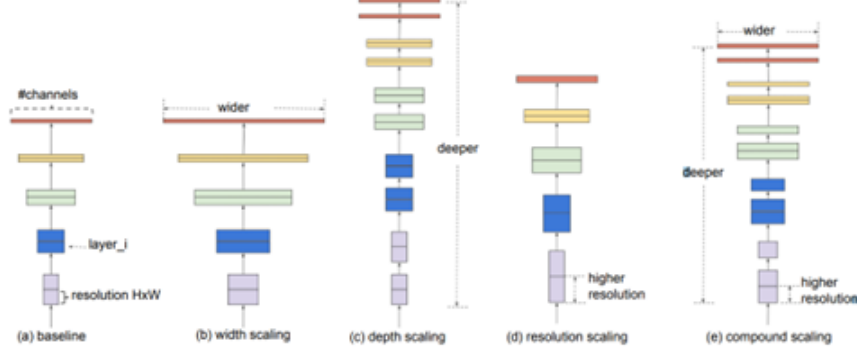 #channels
layer_i
resolution HxW
(a) baseline
wider
(b) width scaling
deeper
(c) depth scaling
higher
resolution
(d) resolution scaling
wider
deeper
higher
resolution
(e) compound scaling